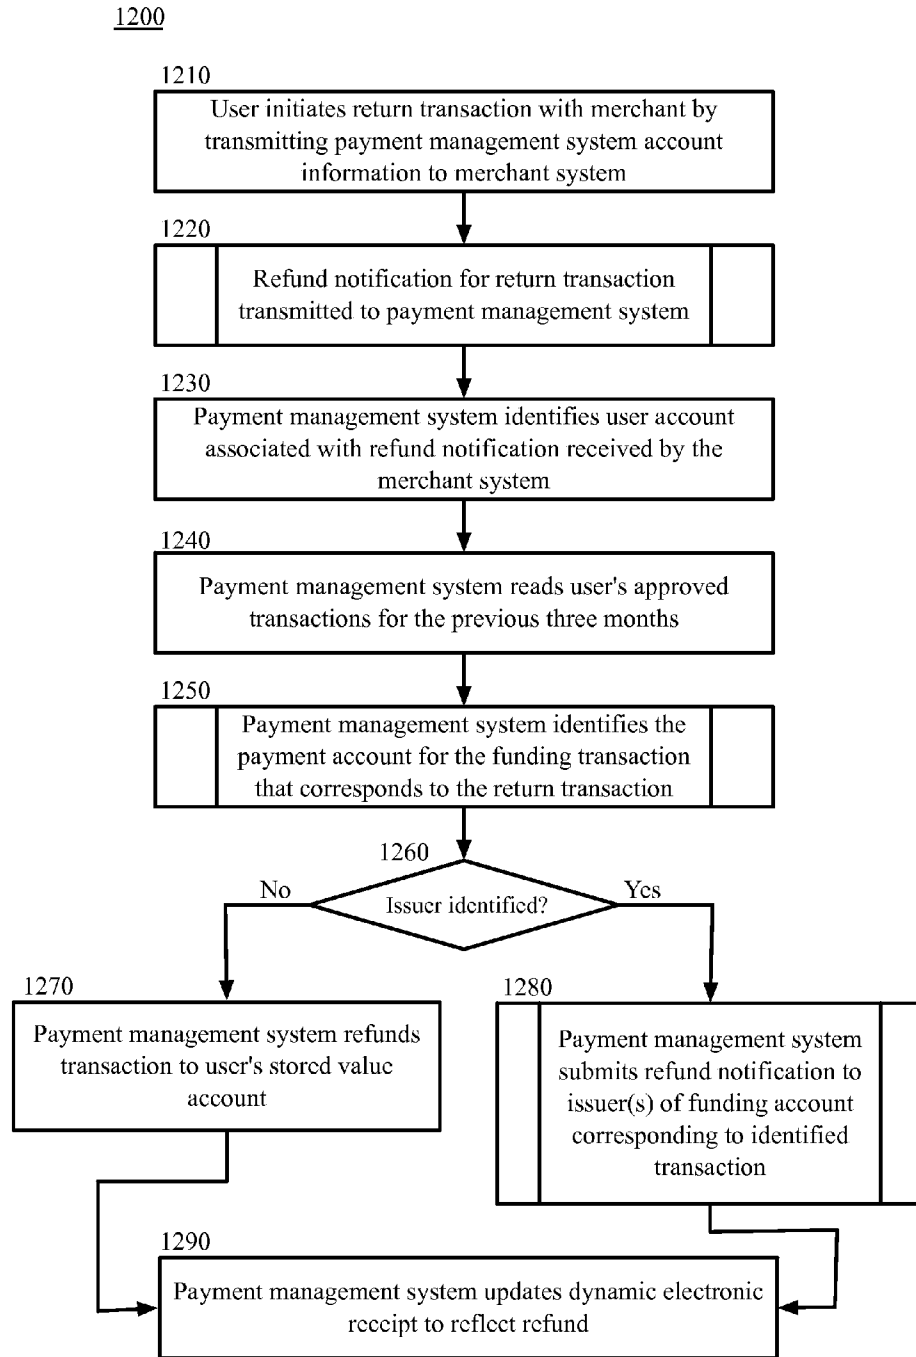 1200
1210
User initiates return transaction with merchant by
transmitting payment management system account
information to merchant system
1220
Refund notification for return transaction
transmitted to payment management system
1230
Payment management system identifies user account
associated with refund notification received by the
merchant system
1240
Payment management system reads user's approved
transactions for the previous three months
1250
Payment management system identifies the
payment account for the funding transaction
that corresponds to the return transaction
1260
No
Issuer identified?
Yes
1270
Payment management system refunds
transaction to user's stored value
account
1280
Payment management system
submits refund notification to
issuer(s) of funding account
corresponding to identified
transaction
1290
Payment management system updates dynamic electronic
receipt to reflect refund